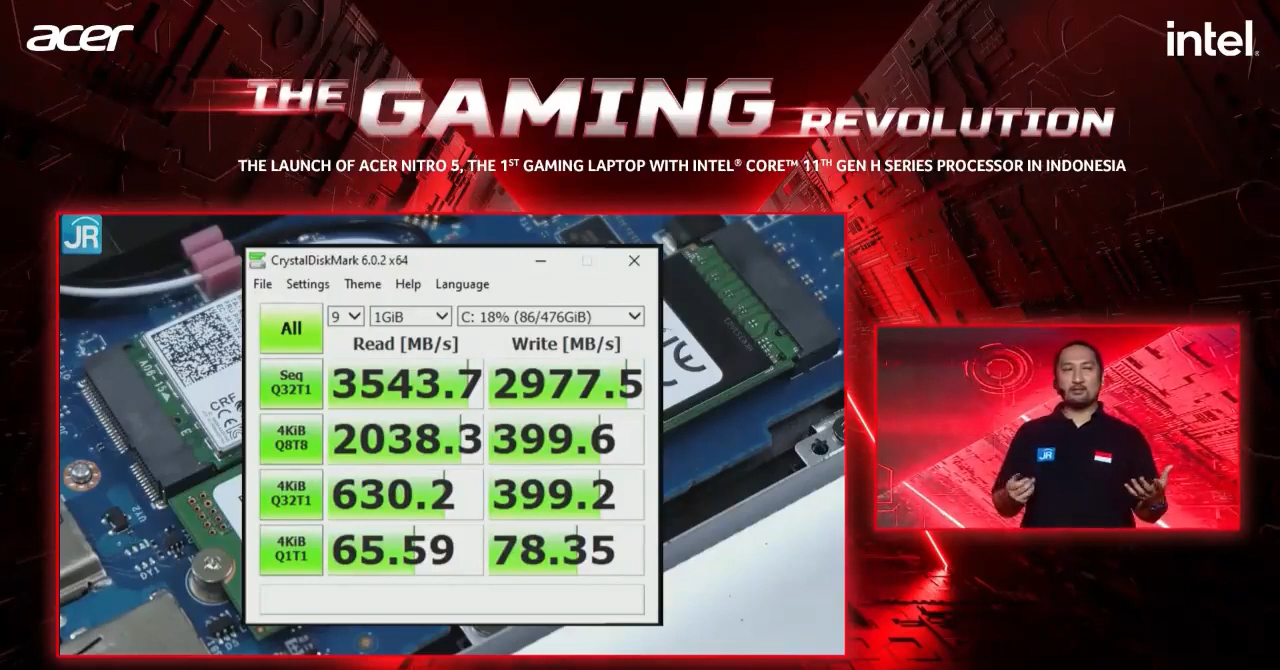 acer
intel
THE GAMING REVOLUTION
THE LAUNCH OF ACER NITRO 5, THE 1ST GAMING LAPTOP WITH INTEL® CORE™ 11TH GEN H SERIES PROCESSOR IN INDONESIA
JR
CrystalDiskMark 6.0.2 x64
File Settings Theme Help Language
All 9 1GiB C: 18% (86/476GiB)
Read [MB/s] Write [MB/s]
Seq Q32T1 3543.7 2977.5
4KiB Q8T8 2038.3 399.6
4KiB Q32T1 630.2 399.2
4KiB Q1T1 65.59 78.35
JR
DY1